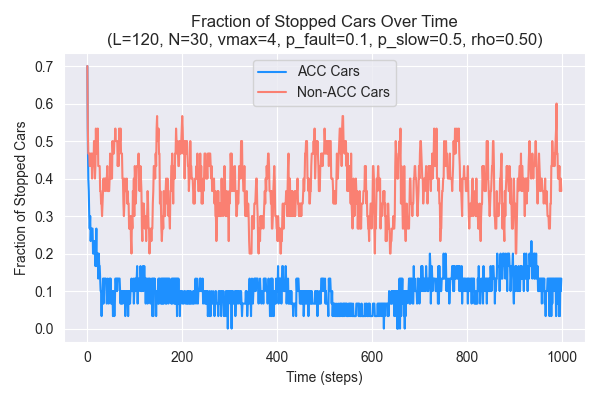 Fraction of Stopped Cars Over Time
(L=120, N=30, vmax=4, p_fault=0.1, p_slow=0.5, rho=0.50)
ACC Cars
Non-ACC Cars
Fraction of Stopped Cars
0.7
0.6
0.5
0.4
0.3
0.2
0.1
0.0
0 200 400 600 800 1000
Time (steps)